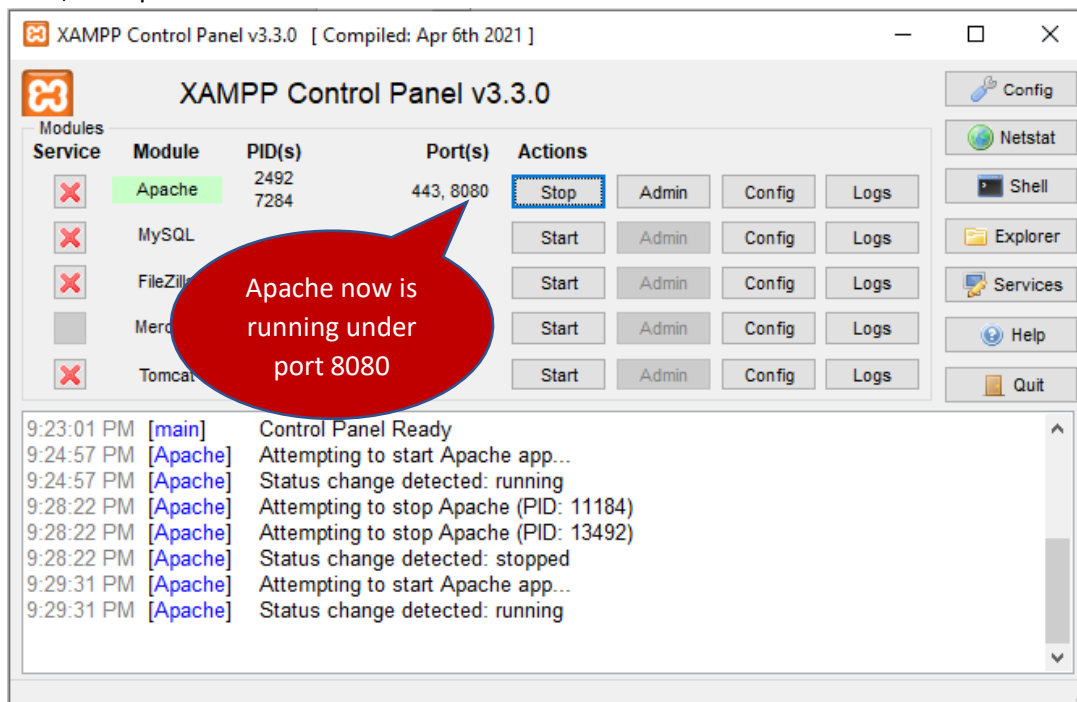 XAMPP Control Panel v3.3.0 [ Compiled: Apr 6th 2021 ]
XAMPP Control Panel v3.3.0
Config
Modules
Service Module PID(s) Port(s) Actions
Netstat
Apache 2492 7284 443, 8080 Stop Admin Config Logs
Shell
MySQL Start Admin Config Logs
Explorer
Start Admin Config Logs
Services
Start Admin Config Logs
Help
Tomcat Start Admin Config Logs
Quit
Apache now is
running under
port 8080
9:23:01 PM [main] Control Panel Ready
9:24:57 PM [Apache] Attempting to start Apache app...
9:24:57 PM [Apache] Status change detected: running
9:28:22 PM [Apache] Attempting to stop Apache (PID: 11184)
9:28:22 PM [Apache] Attempting to stop Apache (PID: 13492)
9:28:22 PM [Apache] Status change detected: stopped
9:29:31 PM [Apache] Attempting to start Apache app...
9:29:31 PM [Apache] Status change detected: running